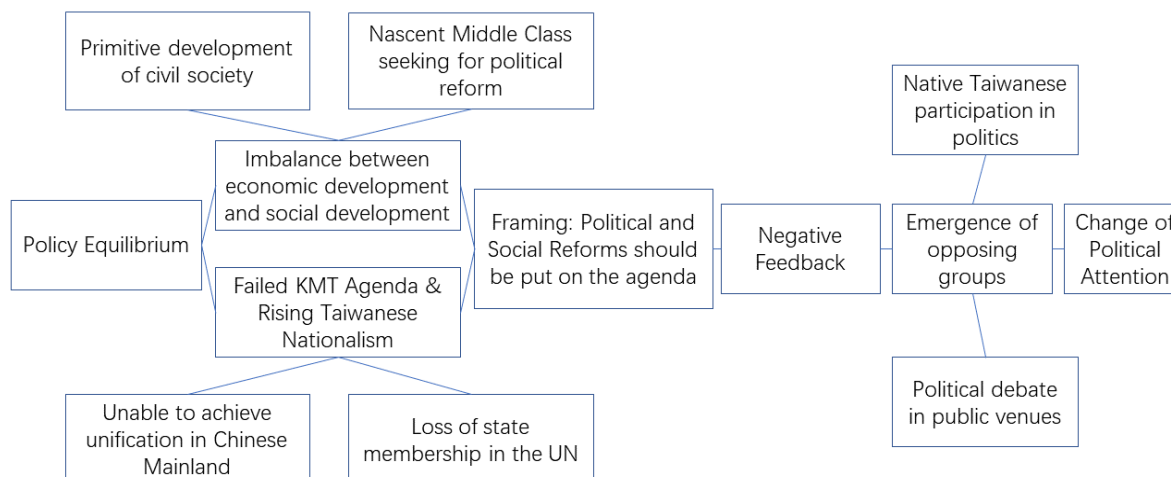 Primitive development
of civil society
Nascent Middle Class
seeking for political
reform
Native Taiwanese
participation in
politics
Imbalance between
economic development
and social development
Policy Equilibrium
Framing: Political and
Social Reforms should
be put on the agenda
Negative
Feedback
Emergence of
opposing
groups
Change of
Political
Attention
Failed KMT Agenda &
Rising Taiwanese
Nationalism
Unable to achieve
unification in Chinese
Mainland
Loss of state
membership in the UN
Political debate
in public venues